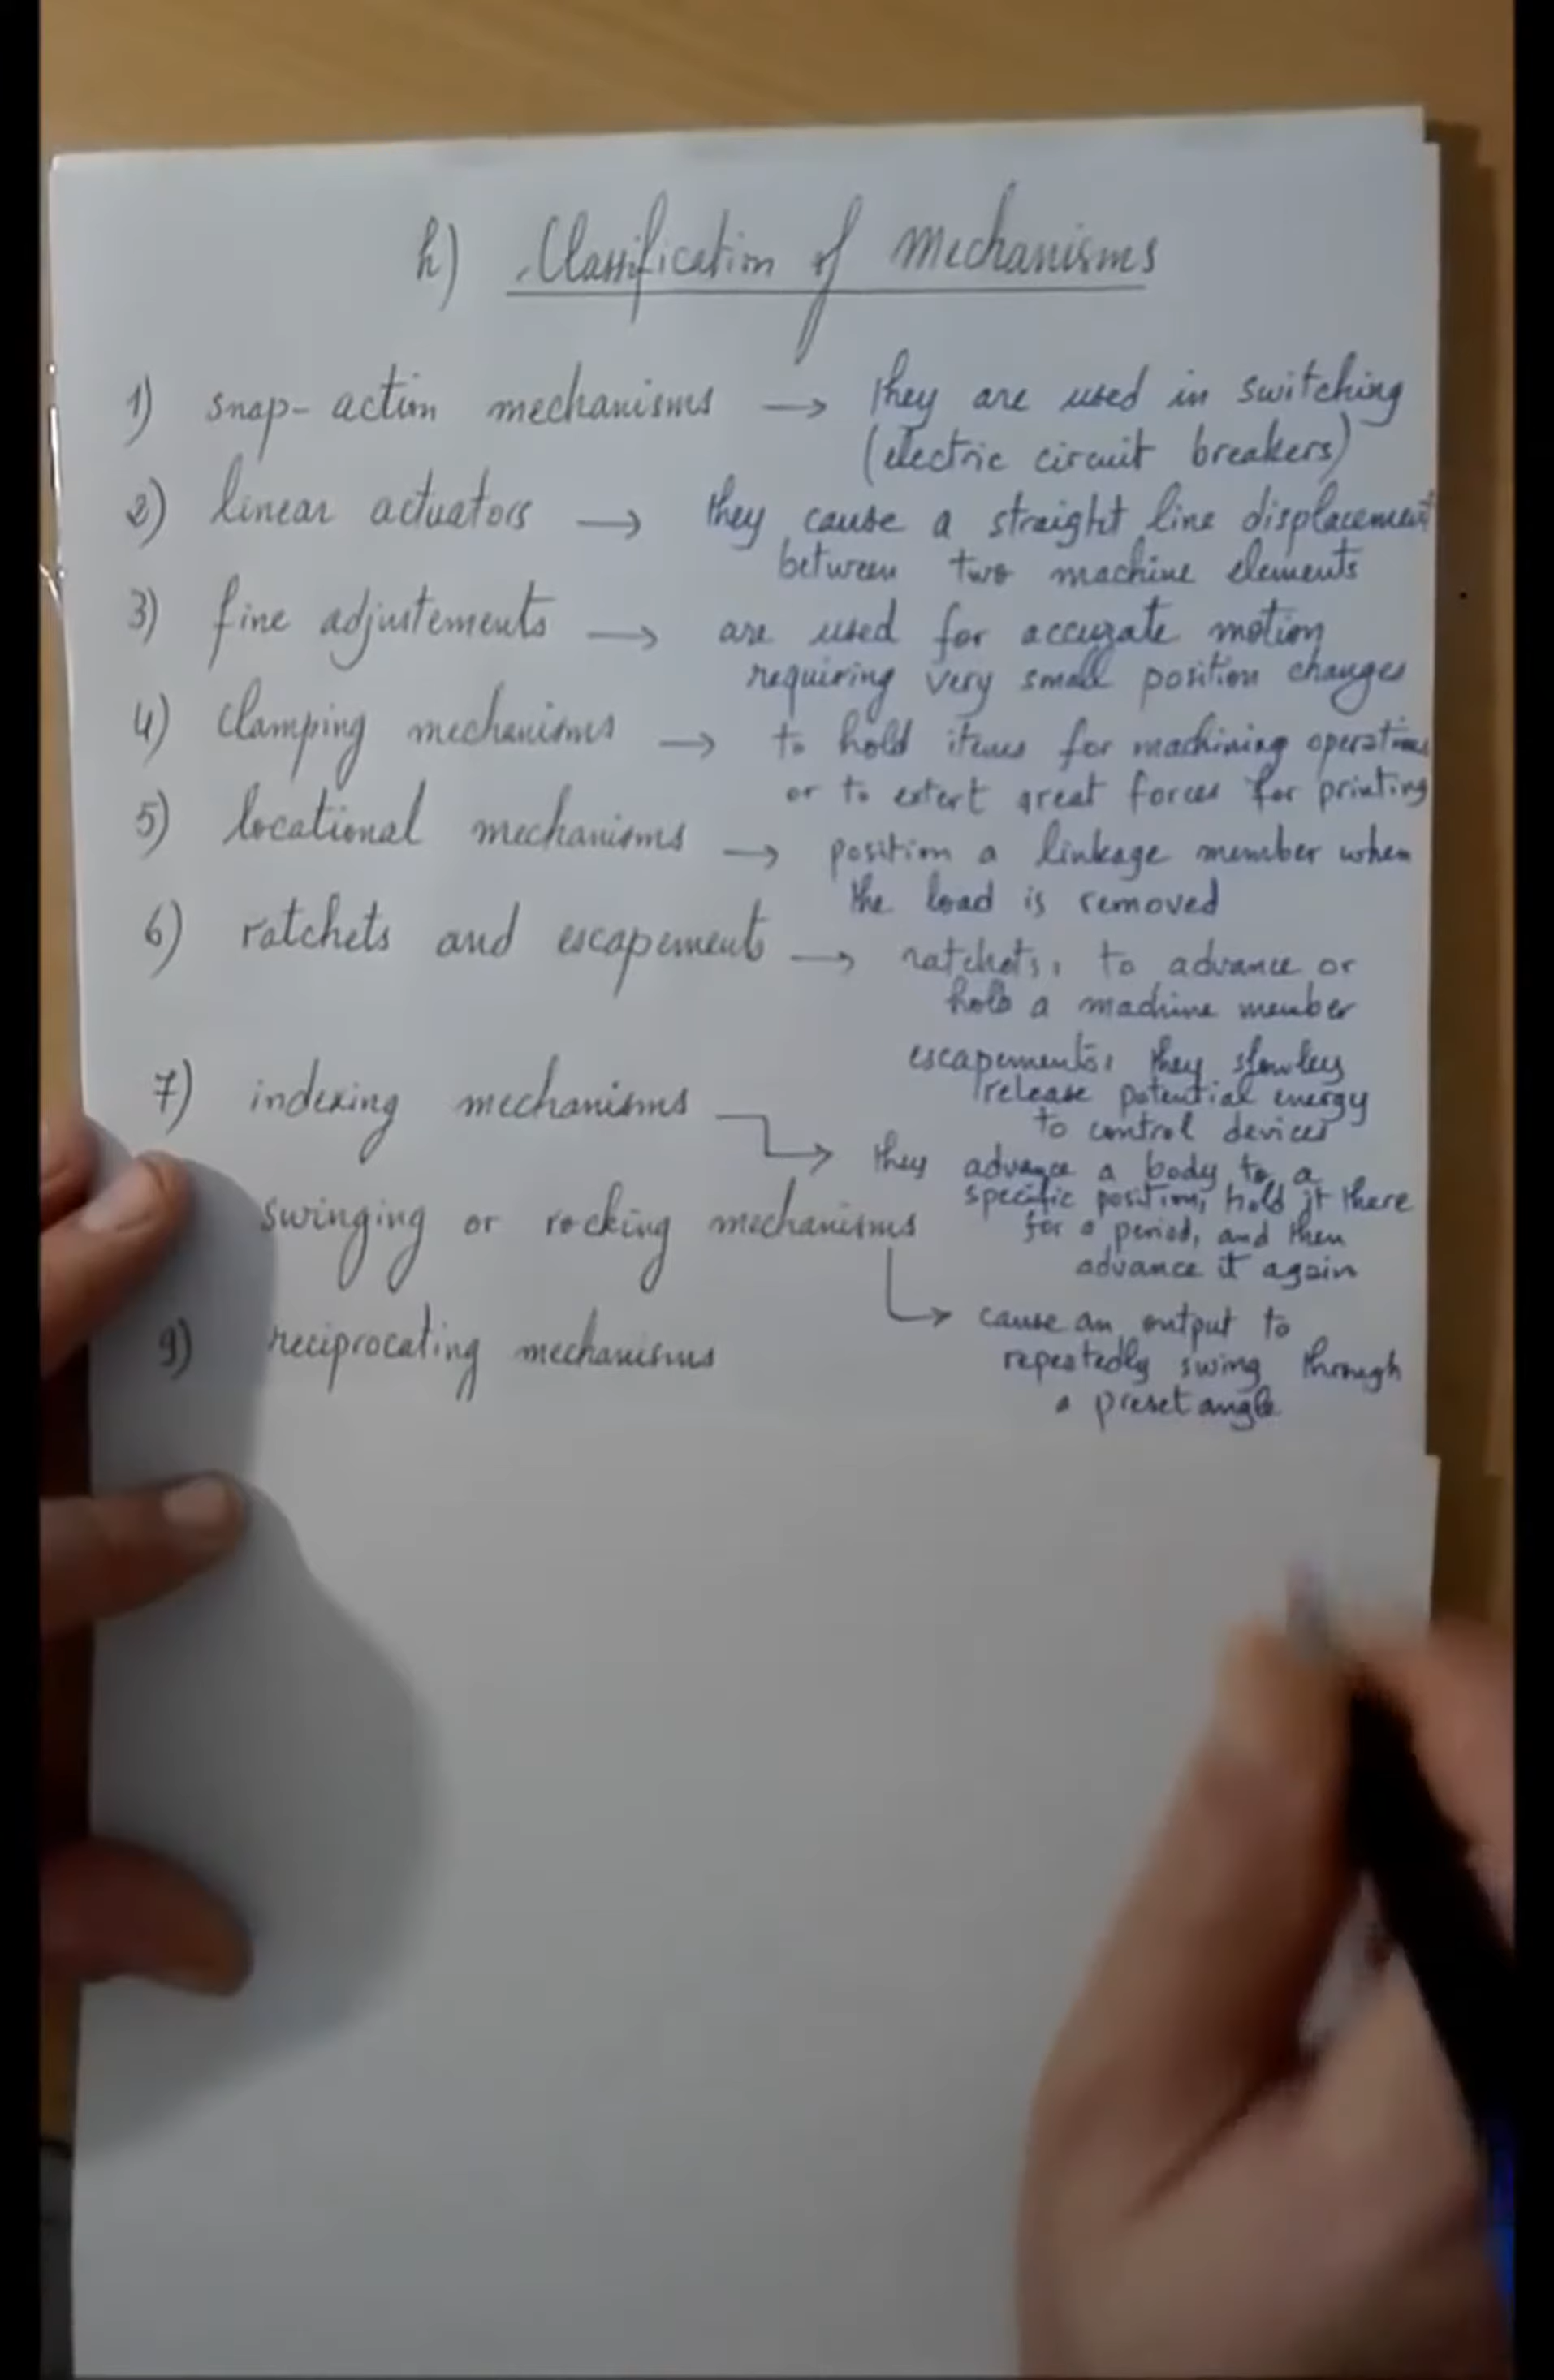 h) Classification of mechanisms
1) snap-action mechanisms → they are used in switching
(electric circuit breakers)
2) linear actuators → they cause a straight line displacement
between two machine elements
3) fine adjustements → are used for accurate motion
requiring very small position changes
4) clamping mechanisms → to hold items for machining operations
or to extert great forces for printing
5) locational mechanisms → position a linkage member when
the load is removed
6) ratchets and escapements → ratchets: to advance or
hold a machine member
escapements: they slowley
release potential energy
to control devices
7) indexing mechanisms → they advance a body to a
specific position, hold it there
for a period, and then
advance it again
swinging or rocking mechanisms → cause an output to
repeatedly swing through
a preset angle
9) reciprocating mechanisms